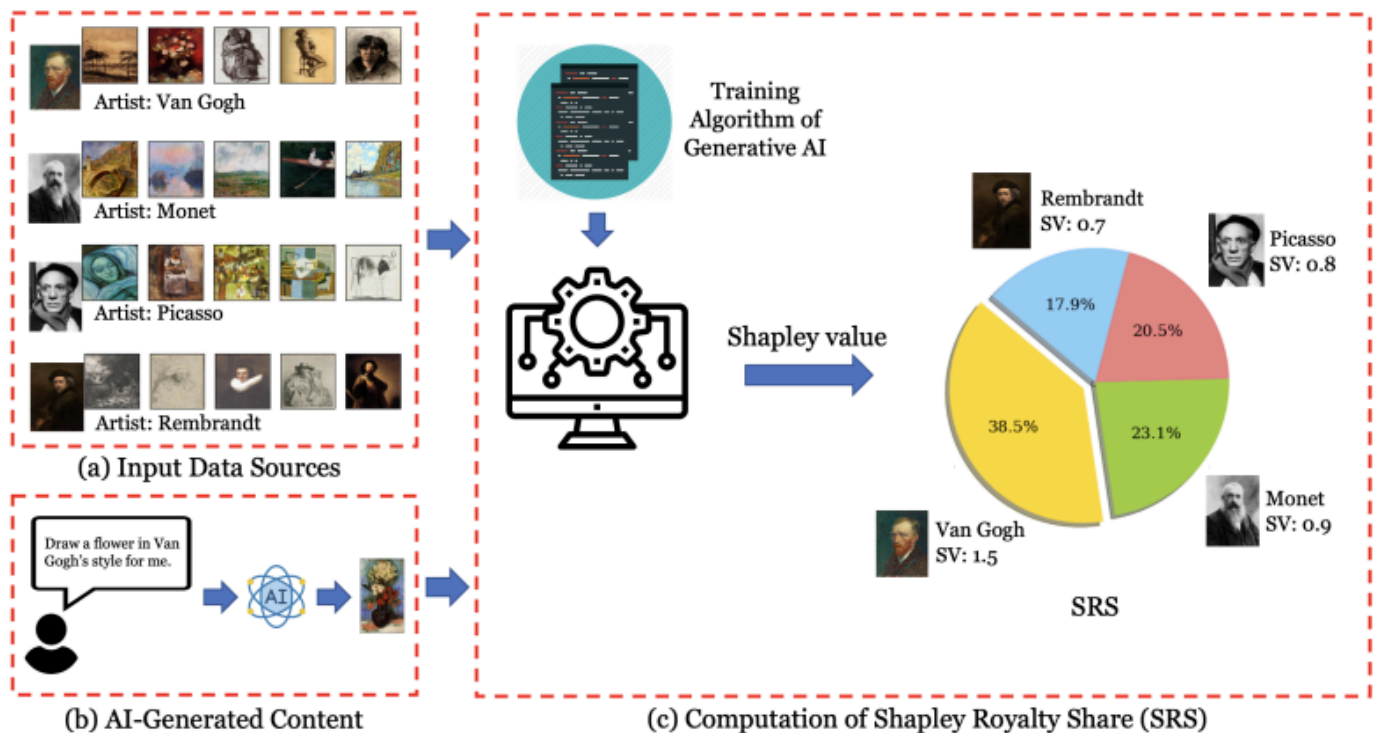 Artist: Van Gogh
Artist: Monet
Artist: Picasso
Artist: Rembrandt
(a) Input Data Sources
Draw a flower in Van
Gogh's style for me.
AI
(b) AI-Generated Content
Training
Algorithm of
Generative AI
Shapley value
Rembrandt
SV: 0.7
Picasso
SV: 0.8
17.9%
20.5%
38.5%
23.1%
Van Gogh
SV: 1.5
Monet
SV: 0.9
SRS
(c) Computation of Shapley Royalty Share (SRS)